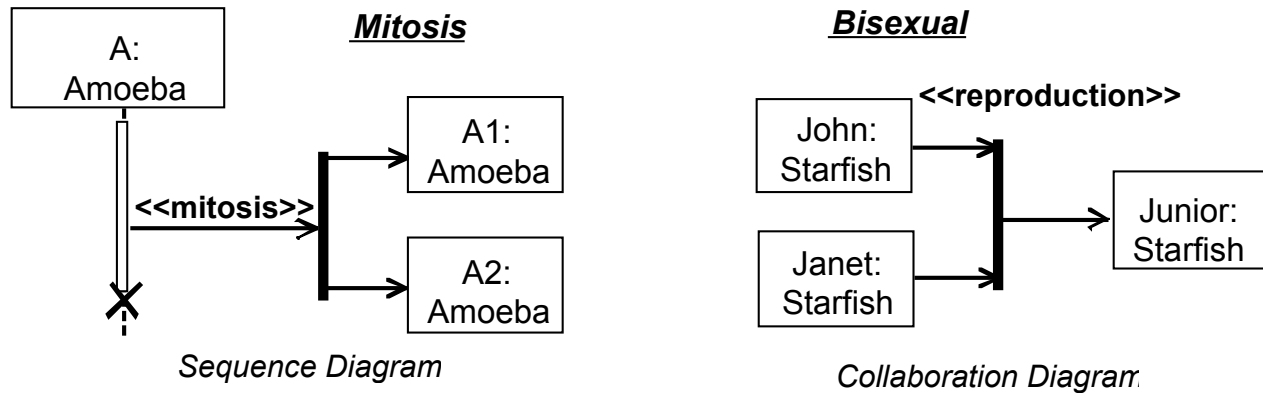 Mitosis
A:
Amoeba
A1:
Amoeba
<<mitosis>>
A2:
Amoeba
Sequence Diagram
Bisexual
<<reproduction>>
John:
Starfish
Junior:
Starfish
Janet:
Starfish
Collaboration Diagram